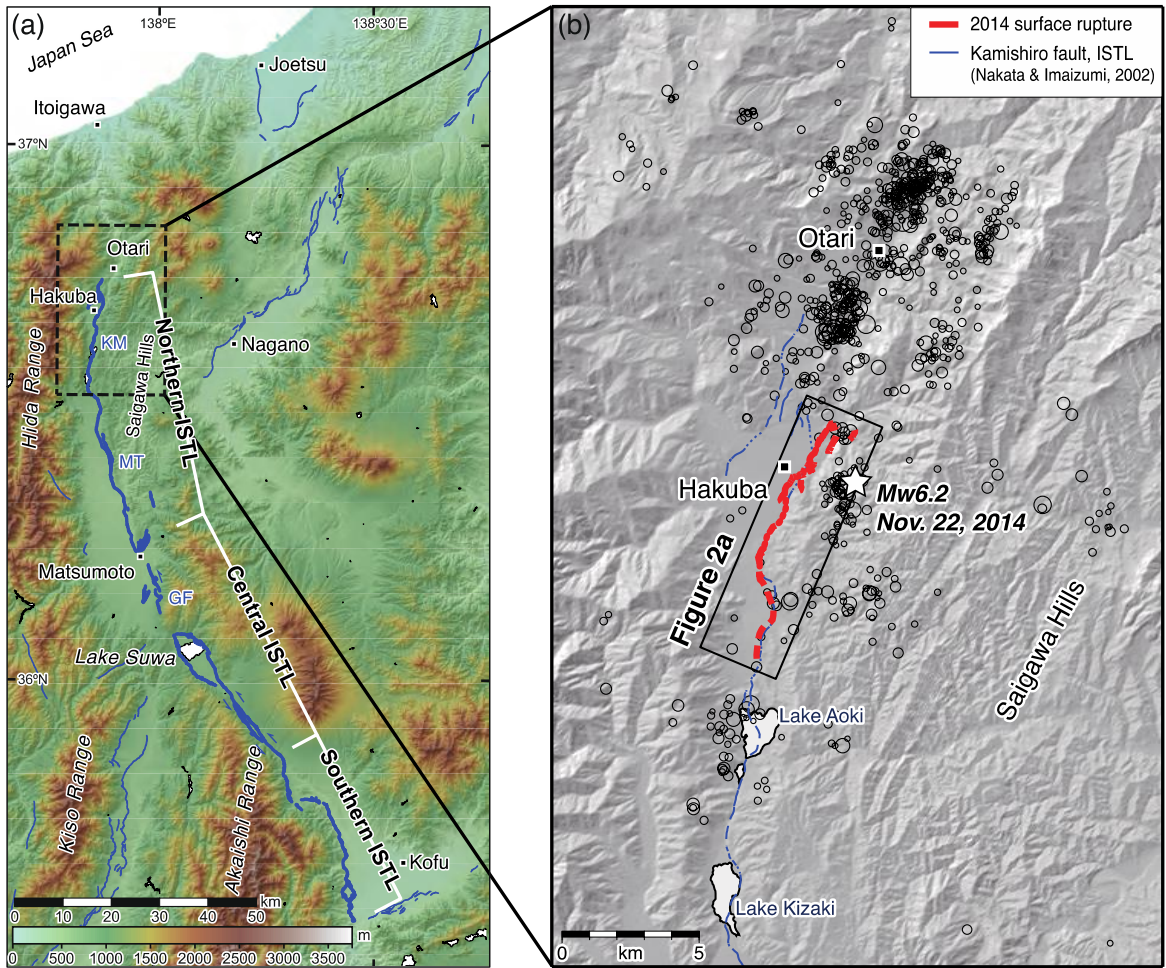 (a)
138°E
138°30'E
Japan Sea
Joetsu
Itoigawa
37°N
Otari
Hakuba
KM
Nagano
Hida Range
Saigawa Hills
Northern-ISTL
MT
Matsumoto
GF
Central ISTL
Lake Suwa
36°N
Kiso Range
Akaishi Range
Southern ISTL
Kofu
km
0 10 20 30 40 50
m
0 500 1000 1500 2000 2500 3000 3500
(b)
2014 surface rupture
Kamishiro fault, ISTL
(Nakata & Imaizumi, 2002)
Otari
Hakuba
Mw6.2
Nov. 22, 2014
Figure 2a
Saigawa Hills
Lake Aoki
Lake Kizaki
0 km 5